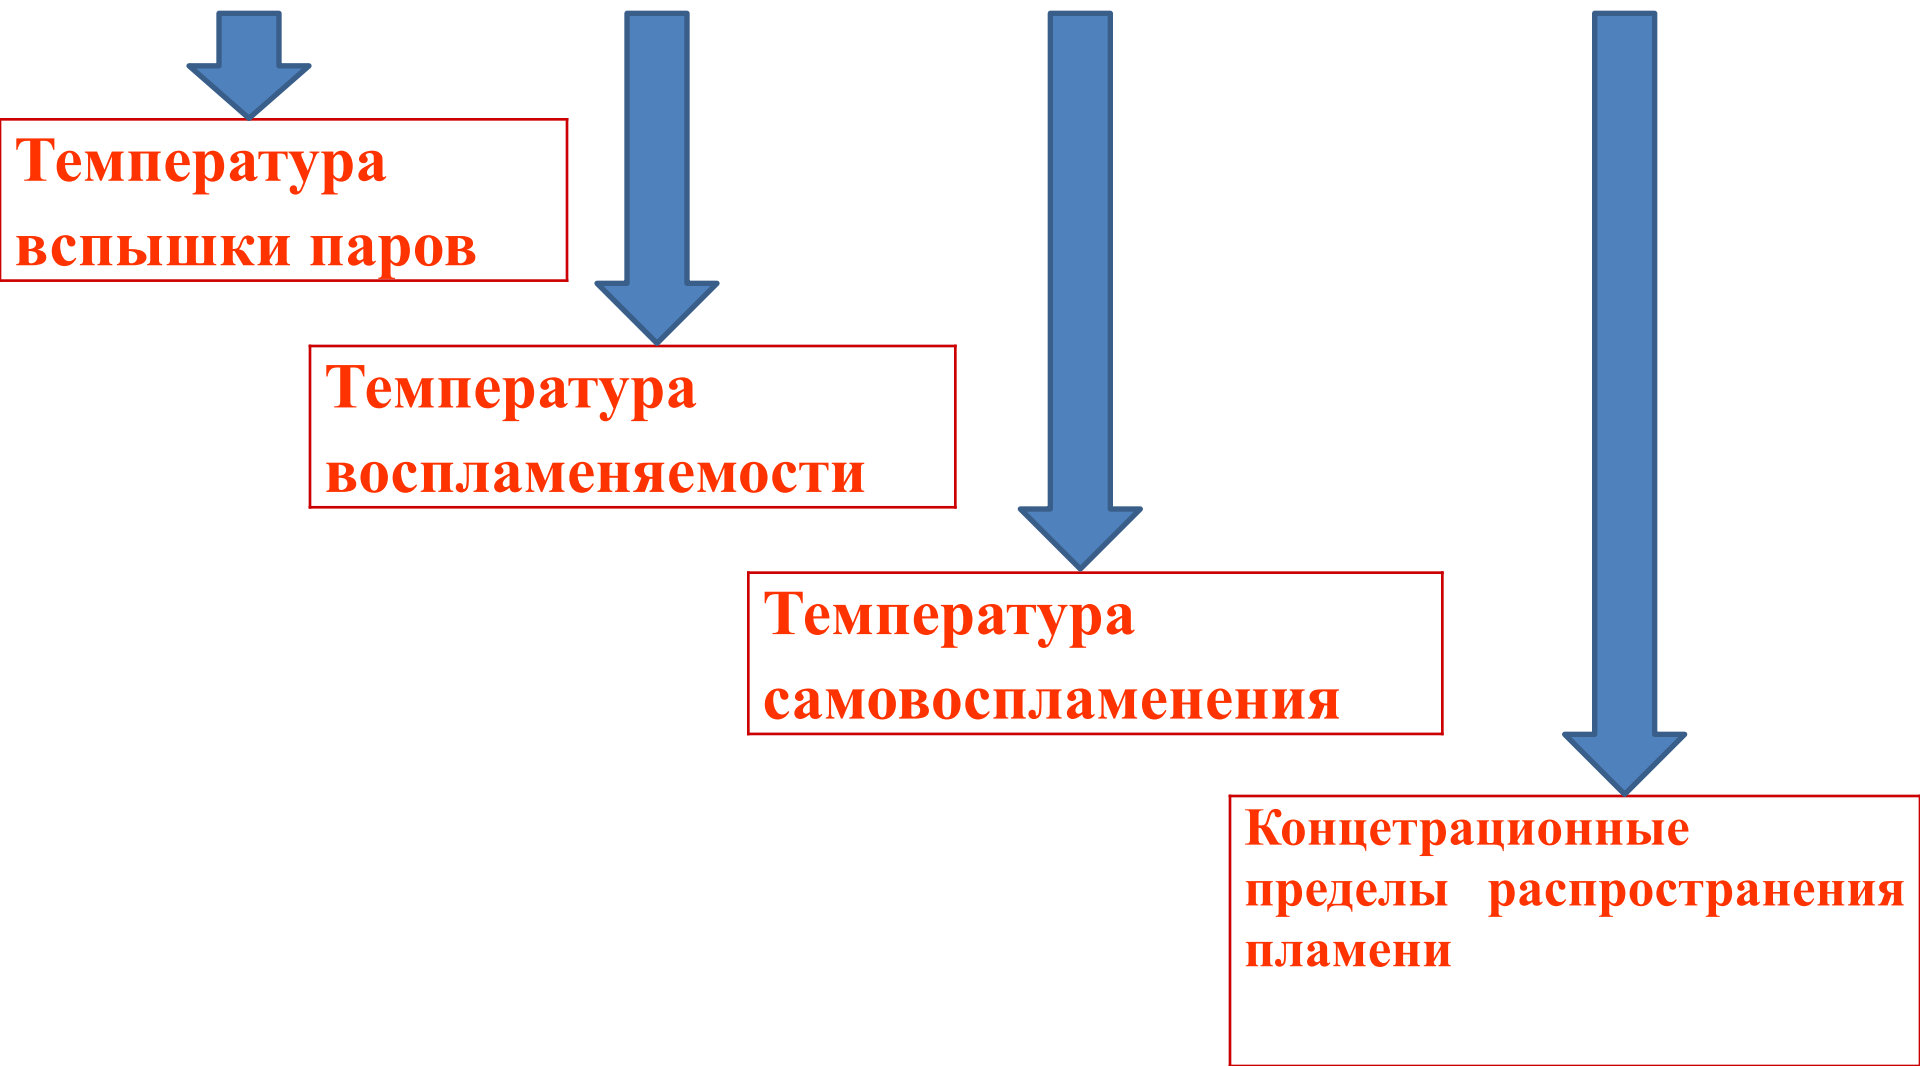 Температура
вспышки паров
Температура
воспламеняемости
Температура
самовоспламенения
Концетрационные
пределы распространения
пламени